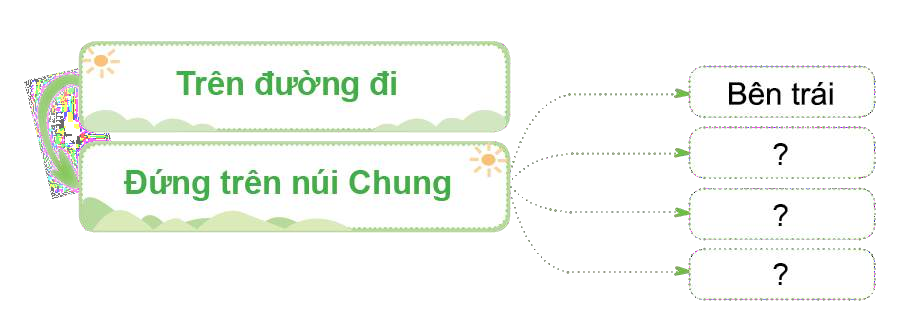 Trên đường đi
Đứng trên núi Chung
Bên trái
?
?
?